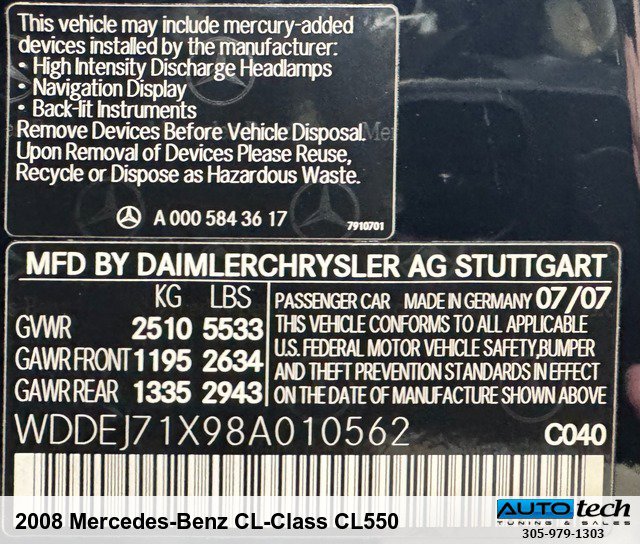 This vehicle may include mercury-added
devices installed by the manufacturer:
• High Intensity Discharge Headlamps
• Navigation Display
• Back-lit Instruments
Remove Devices Before Vehicle Disposal.
Upon Removal of Devices Please Reuse,
Recycle or Dispose as Hazardous Waste.
A 000 584 36 17
7910701
MFD BY DAIMLERCHRYSLER AG STUTTGART
KG LBS
GVWR 2510 5533
GAWR FRONT 1195 2634
GAWR REAR 1335 2943
PASSENGER CAR MADE IN GERMANY 07/07
THIS VEHICLE CONFORMS TO ALL APPLICABLE
U.S. FEDERAL MOTOR VEHICLE SAFETY,BUMPER
AND THEFT PREVENTION STANDARDS IN EFFECT
ON THE DATE OF MANUFACTURE SHOWN ABOVE
WDDEJ71X98A010562 C040
2008 Mercedes-Benz CL-Class CL550
AUTOtech
TUNING & SALES
305-979-1303